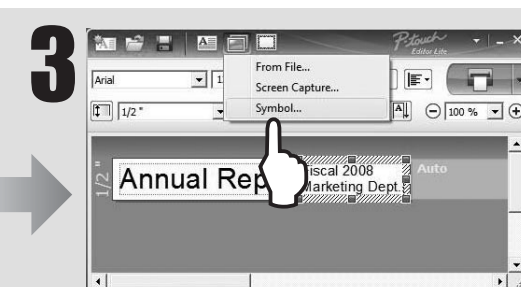 3
P-touch
Editor Lite
From File...
Screen Capture...
Symbol...
Arial
1/2 "
A
100 %
1/2 "
Annual Rep
Fiscal 2008
Marketing Dept.
Auto